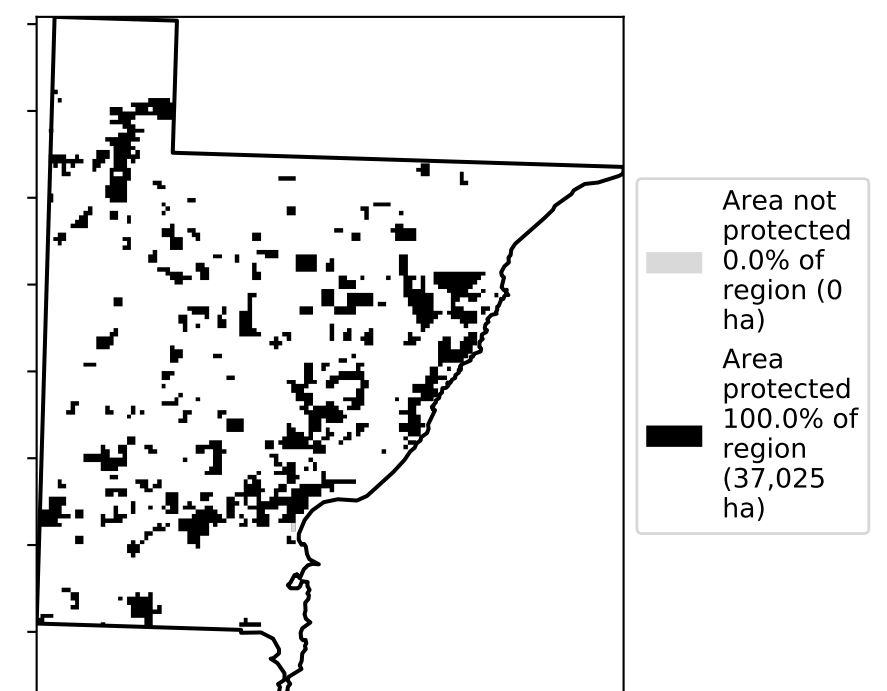 Area not
protected
0.0% of
region (0
ha)
Area
protected
100.0% of
region
(37,025
ha)